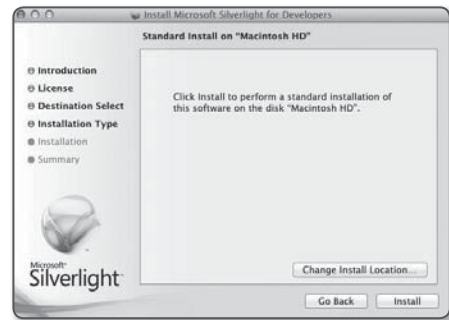 Install Microsoft Silverlight for Developers
Standard Install on "Macintosh HD"
Introduction
License
Destination Select
Installation Type
Installation
Summary
Click Install to perform a standard installation of
this software on the disk "Macintosh HD".
Microsoft
Silverlight
Change Install Location...
Go Back
Install